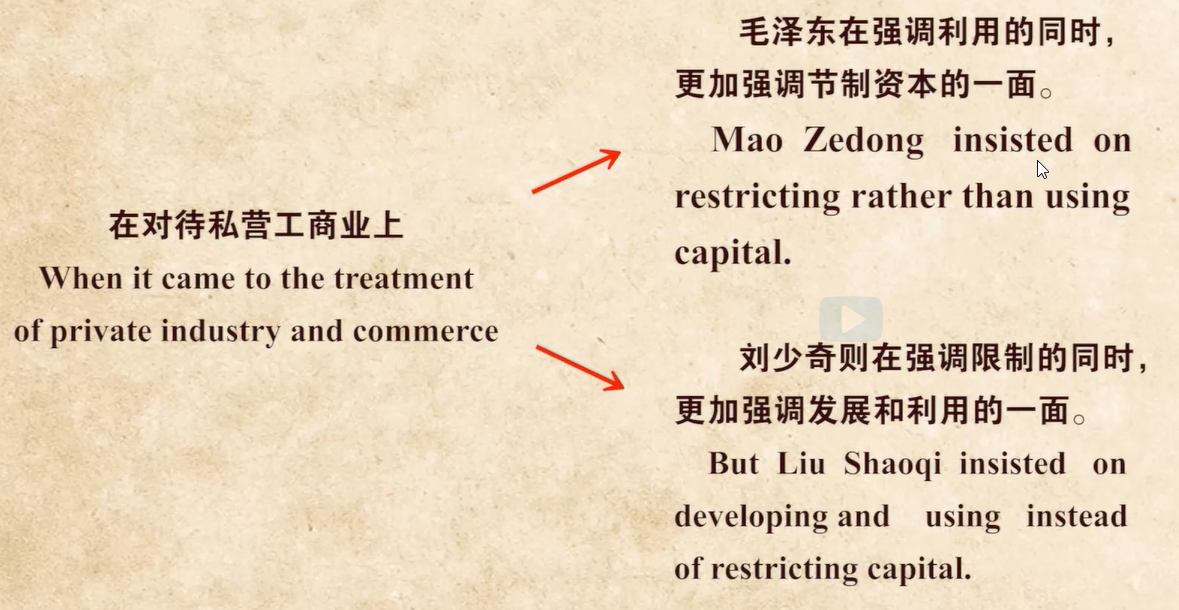 在对待私营工商业上
When it came to the treatment
of private industry and commerce
毛泽东在强调利用的同时，
更加强调节制资本的一面。
Mao Zedong insisted on
restricting rather than using
capital.
刘少奇则在强调限制的同时，
更加强调发展和利用的一面。
But Liu Shaoqi insisted on
developing and using instead
of restricting capital.